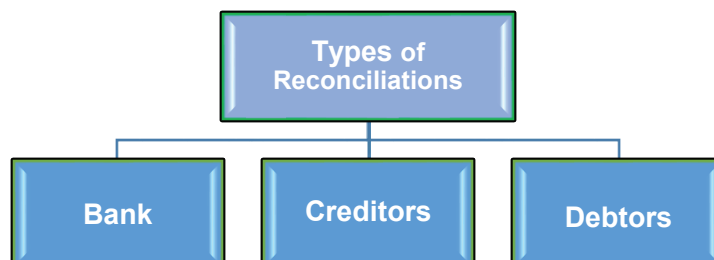 Types of
Reconciliations
Bank
Creditors
Debtors